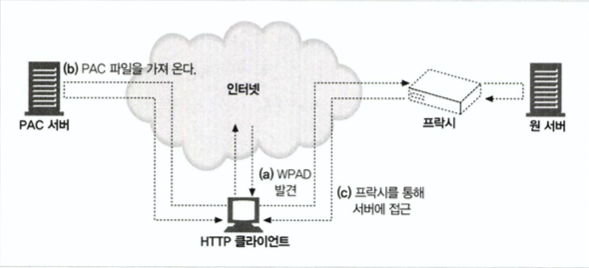 (b) PAC 파일을 가져 온다.
인터넷
PAC 서버
프락시
원 서버
(a) WPAD
발견
(c) 프락시를 통해
서버에 접근
HTTP 클라이언트